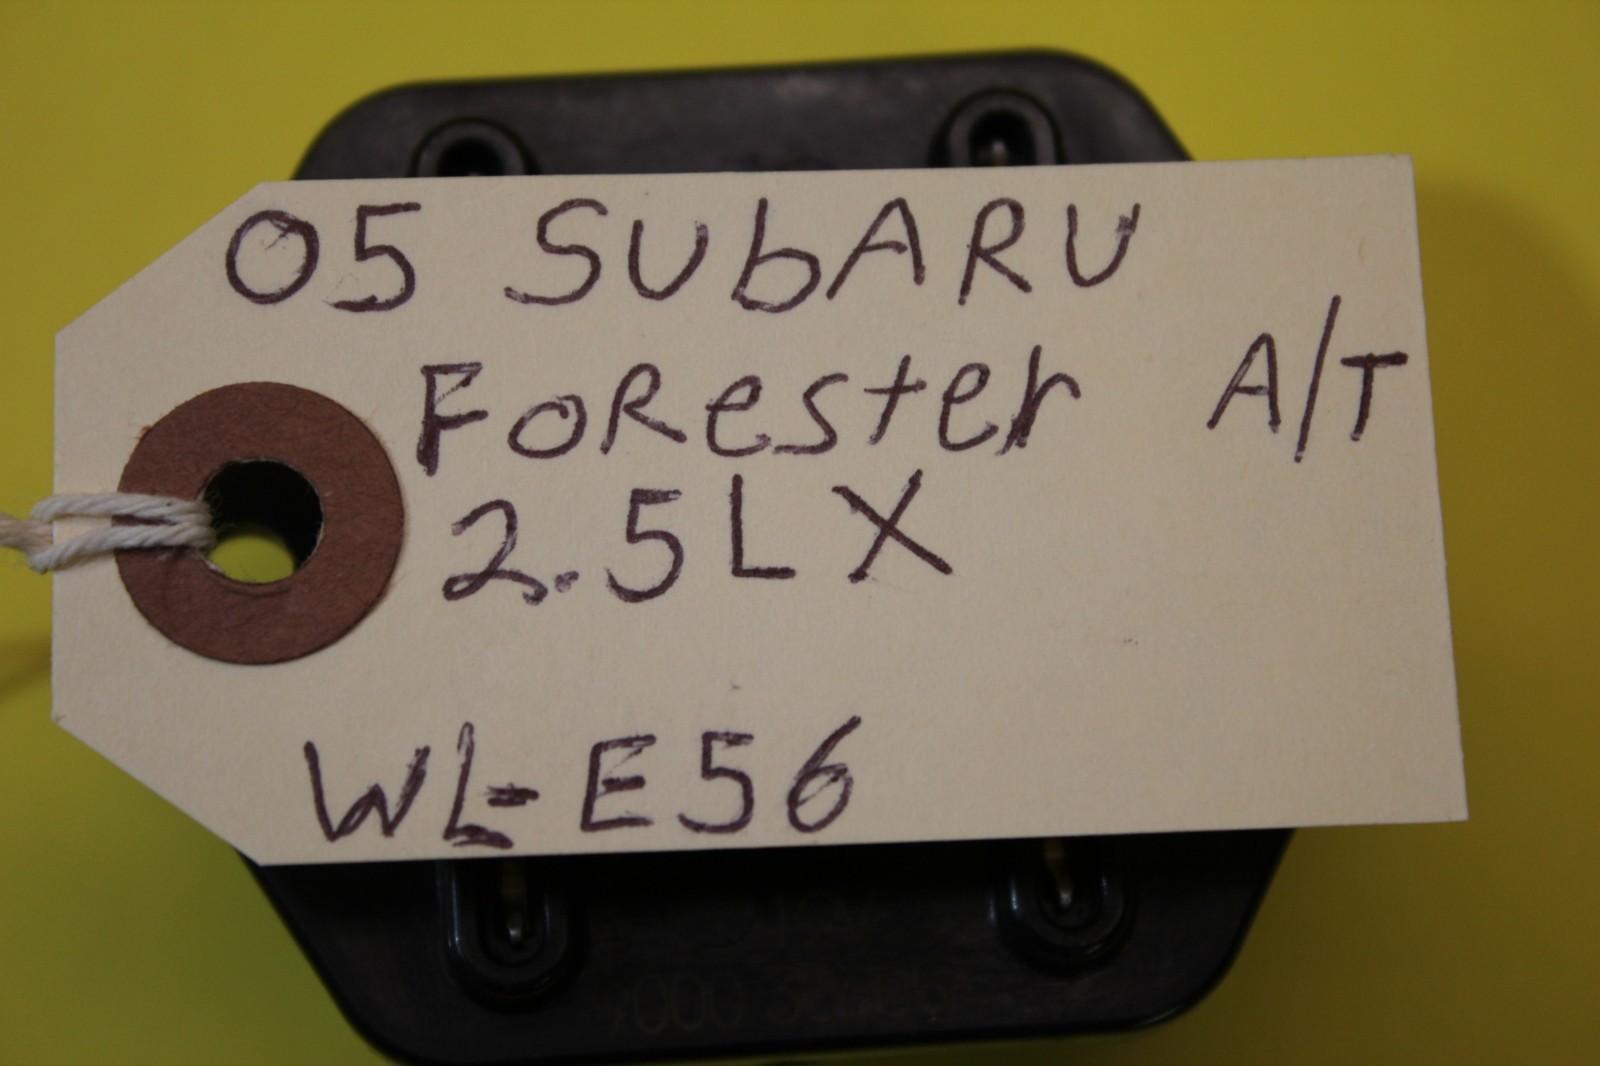 05 SUbARU
FoRester A/T
2.5LX
WL-E56